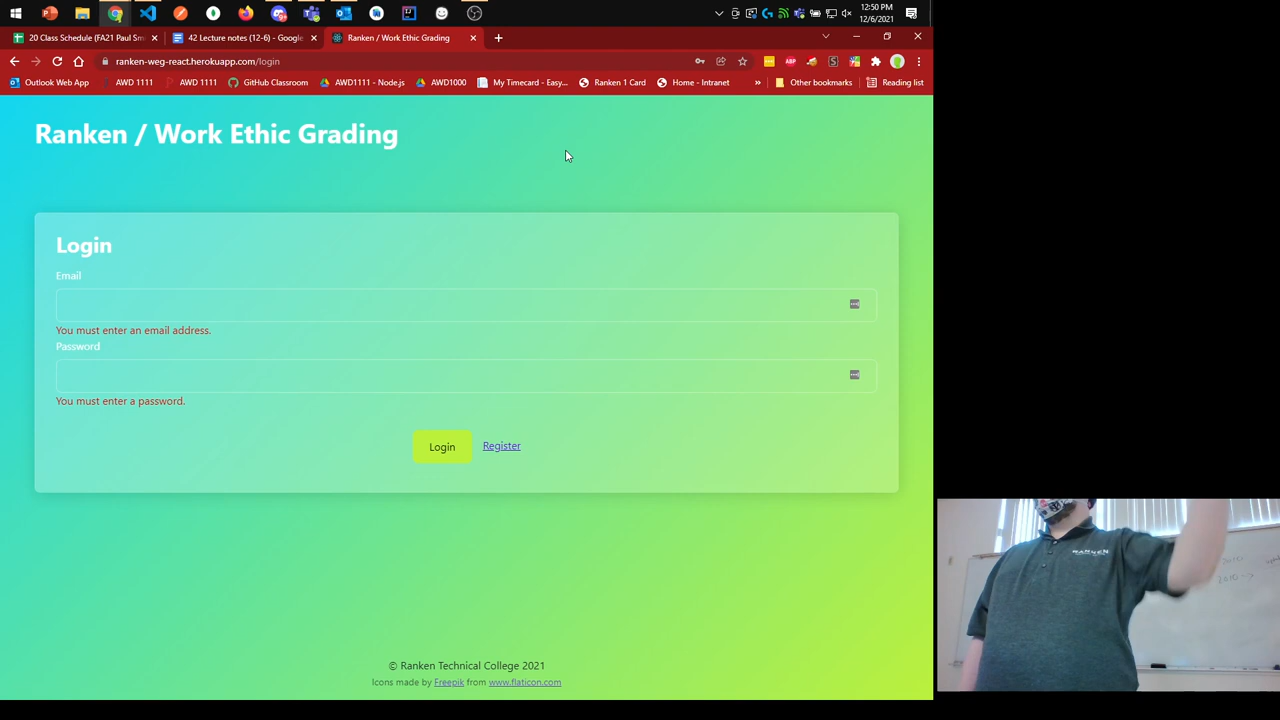 12:50 PM
12/6/2021
20 Class Schedule (FA21 Paul Sm
42 Lecture notes (12-6) - Google
Ranken / Work Ethic Grading
ranken-weg-react.herokuapp.com/login
Outlook Web App
AWD 1111
AWD 1111
GitHub Classroom
AWD1111 - Node.js
AWD1000
My Timecard - Easy...
Ranken 1 Card
Home - Intranet
»
Other bookmarks
Reading list
Ranken / Work Ethic Grading
Login
Email
You must enter an email address.
Password
You must enter a password.
Login
Register
© Ranken Technical College 2021
Icons made by Freepik from www.flaticon.com
RANKEN